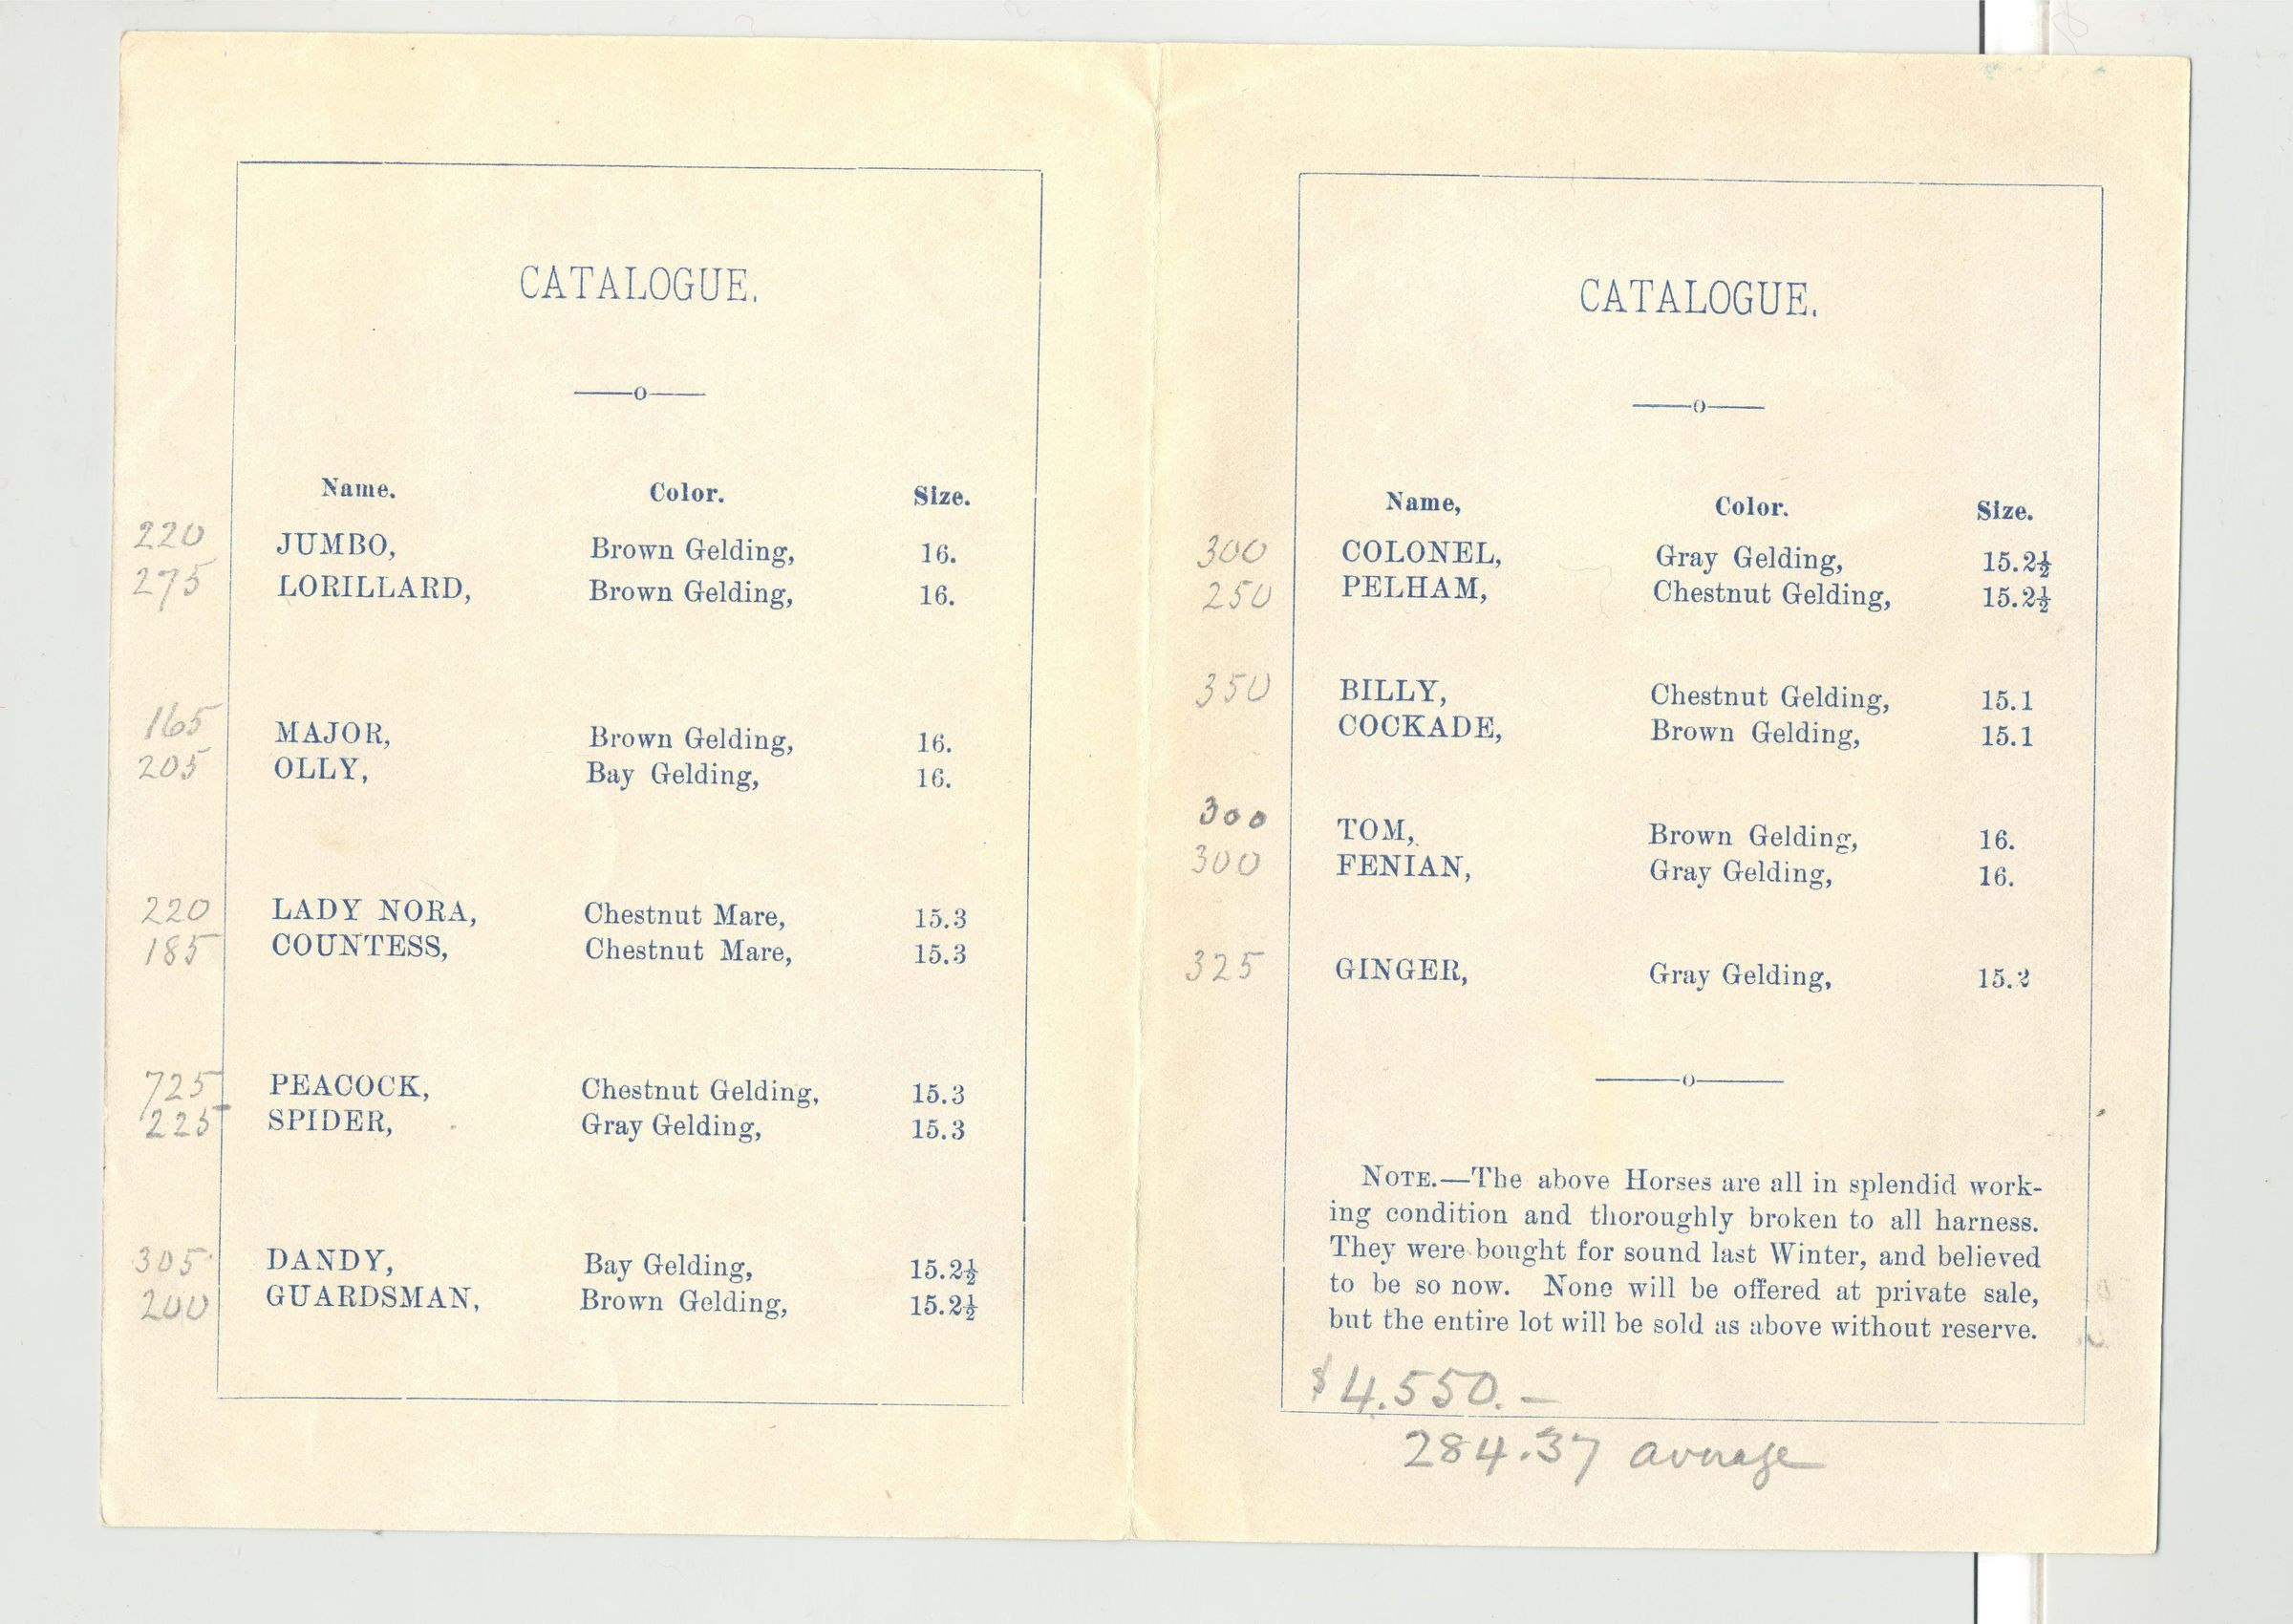 CATALOGUE.
Name. Color. Size.
220 JUMBO, Brown Gelding, 16.
275 LORILLARD, Brown Gelding, 16.
165 MAJOR, Brown Gelding, 16.
205 OLLY, Bay Gelding, 16.
220 LADY NORA, Chestnut Mare, 15.3
185 COUNTESS, Chestnut Mare, 15.3
725 PEACOCK, Chestnut Gelding, 15.3
225 SPIDER, Gray Gelding, 15.3
305 DANDY, Bay Gelding, 15.2½
200 GUARDSMAN, Brown Gelding, 15.2½
CATALOGUE.
Name, Color. Size.
300 COLONEL, Gray Gelding, 15.2½
250 PELHAM, Chestnut Gelding, 15.2½
350 BILLY, Chestnut Gelding, 15.1
COCKADE, Brown Gelding, 15.1
300 TOM, Brown Gelding, 16.
300 FENIAN, Gray Gelding, 16.
325 GINGER, Gray Gelding, 15.2
NOTE.—The above Horses are all in splendid work-
ing condition and thoroughly broken to all harness.
They were bought for sound last Winter, and believed
to be so now. None will be offered at private sale,
but the entire lot will be sold as above without reserve.
$4.550.—
284.37 average